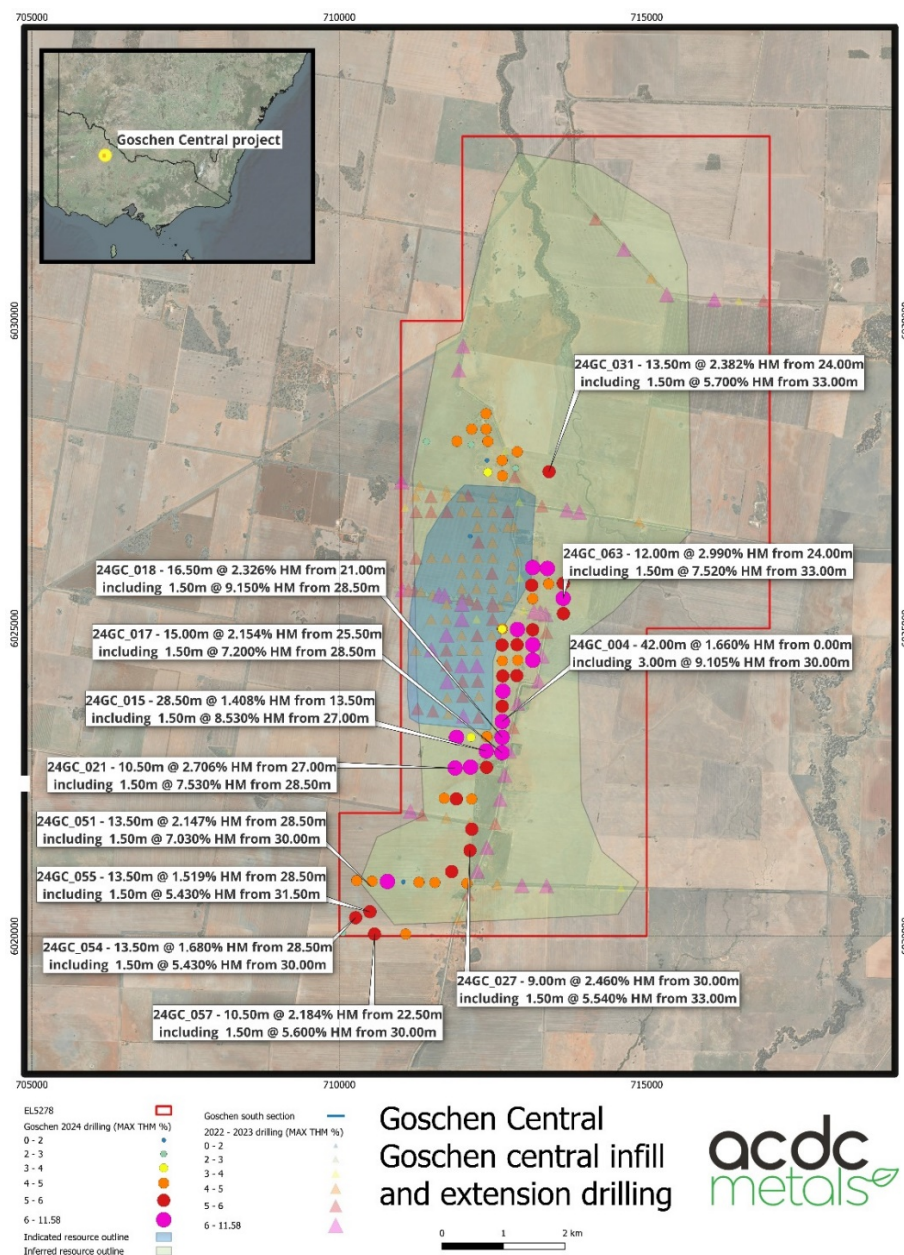 705000
710000
715000
Goschen Central project
6030000
6030000
24GC_031 - 13.50m @ 2.382% HM from 24.00m
including 1.50m @ 5.700% HM from 33.00m
24GC_018 - 16.50m @ 2.326% HM from 21.00m
including 1.50m @ 9.150% HM from 28.50m
24GC_063 - 12.00m @ 2.990% HM from 24.00m
including 1.50m @ 7.520% HM from 33.00m
6025000
6025000
24GC_017 - 15.00m @ 2.154% HM from 25.50m
including 1.50m @ 7.200% HM from 28.50m
24GC_004 - 42.00m @ 1.660% HM from 0.00m
including 3.00m @ 9.105% HM from 30.00m
24GC_015 - 28.50m @ 1.408% HM from 13.50m
including 1.50m @ 8.530% HM from 27.00m
24GC_021 - 10.50m @ 2.706% HM from 27.00m
including 1.50m @ 7.530% HM from 28.50m
24GC_051 - 13.50m @ 2.147% HM from 28.50m
including 1.50m @ 7.030% HM from 30.00m
24GC_055 - 13.50m @ 1.519% HM from 28.50m
including 1.50m @ 5.430% HM from 31.50m
6020000
6020000
24GC_054 - 13.50m @ 1.680% HM from 28.50m
including 1.50m @ 5.430% HM from 30.00m
24GC_027 - 9.00m @ 2.460% HM from 30.00m
including 1.50m @ 5.540% HM from 33.00m
24GC_057 - 10.50m @ 2.184% HM from 22.50m
including 1.50m @ 5.600% HM from 30.00m
705000
710000
715000
EL5278
Goschen 2024 drilling (MAX THM %)
0 - 2
2 - 3
3 - 4
4 - 5
5 - 6
6 - 11.58
Indicated resource outline
Inferred resource outline
Goschen south section
2022 - 2023 drilling (MAX THM %)
0 - 2
2 - 3
3 - 4
4 - 5
5 - 6
6 - 11.58
Goschen Central
Goschen central infill
and extension drilling
0 1 2 km
acdc
metals